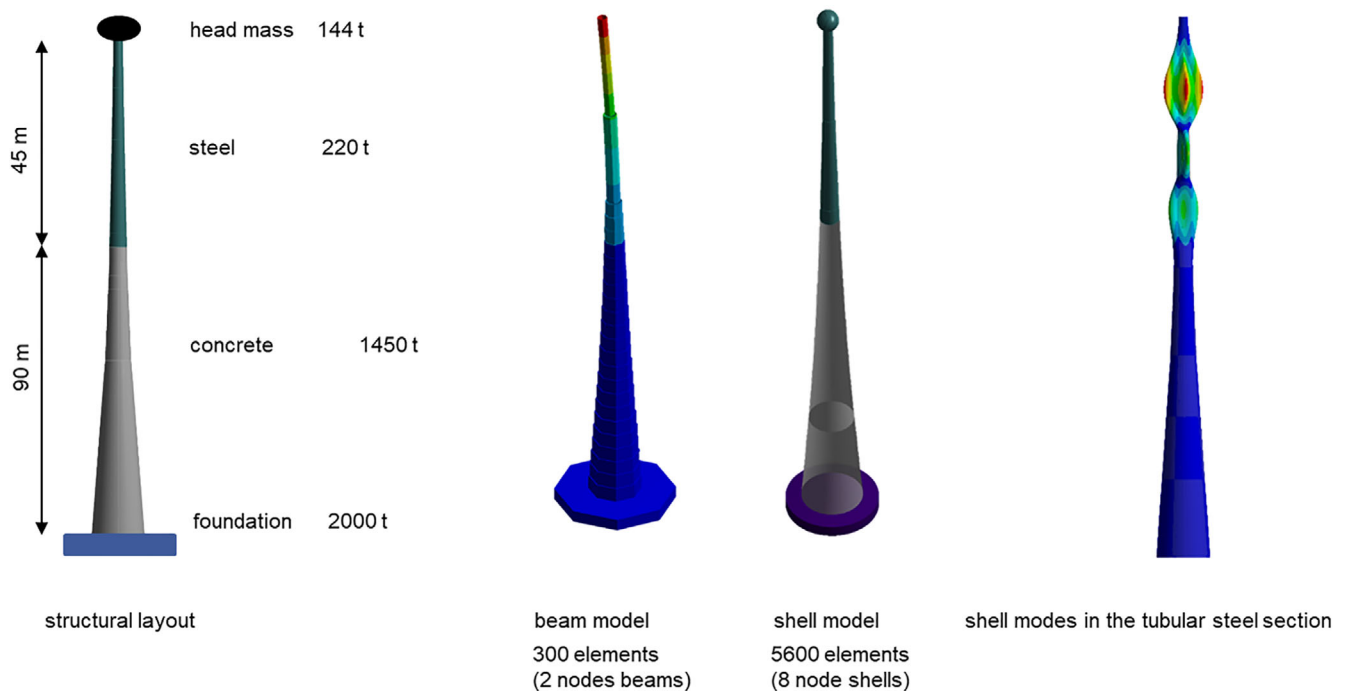 head mass 144 t
45 m
steel 220 t
90 m
concrete 1450 t
foundation 2000 t
structural layout
beam model
300 elements
(2 nodes beams)
shell model
5600 elements
(8 node shells)
shell modes in the tubular steel section